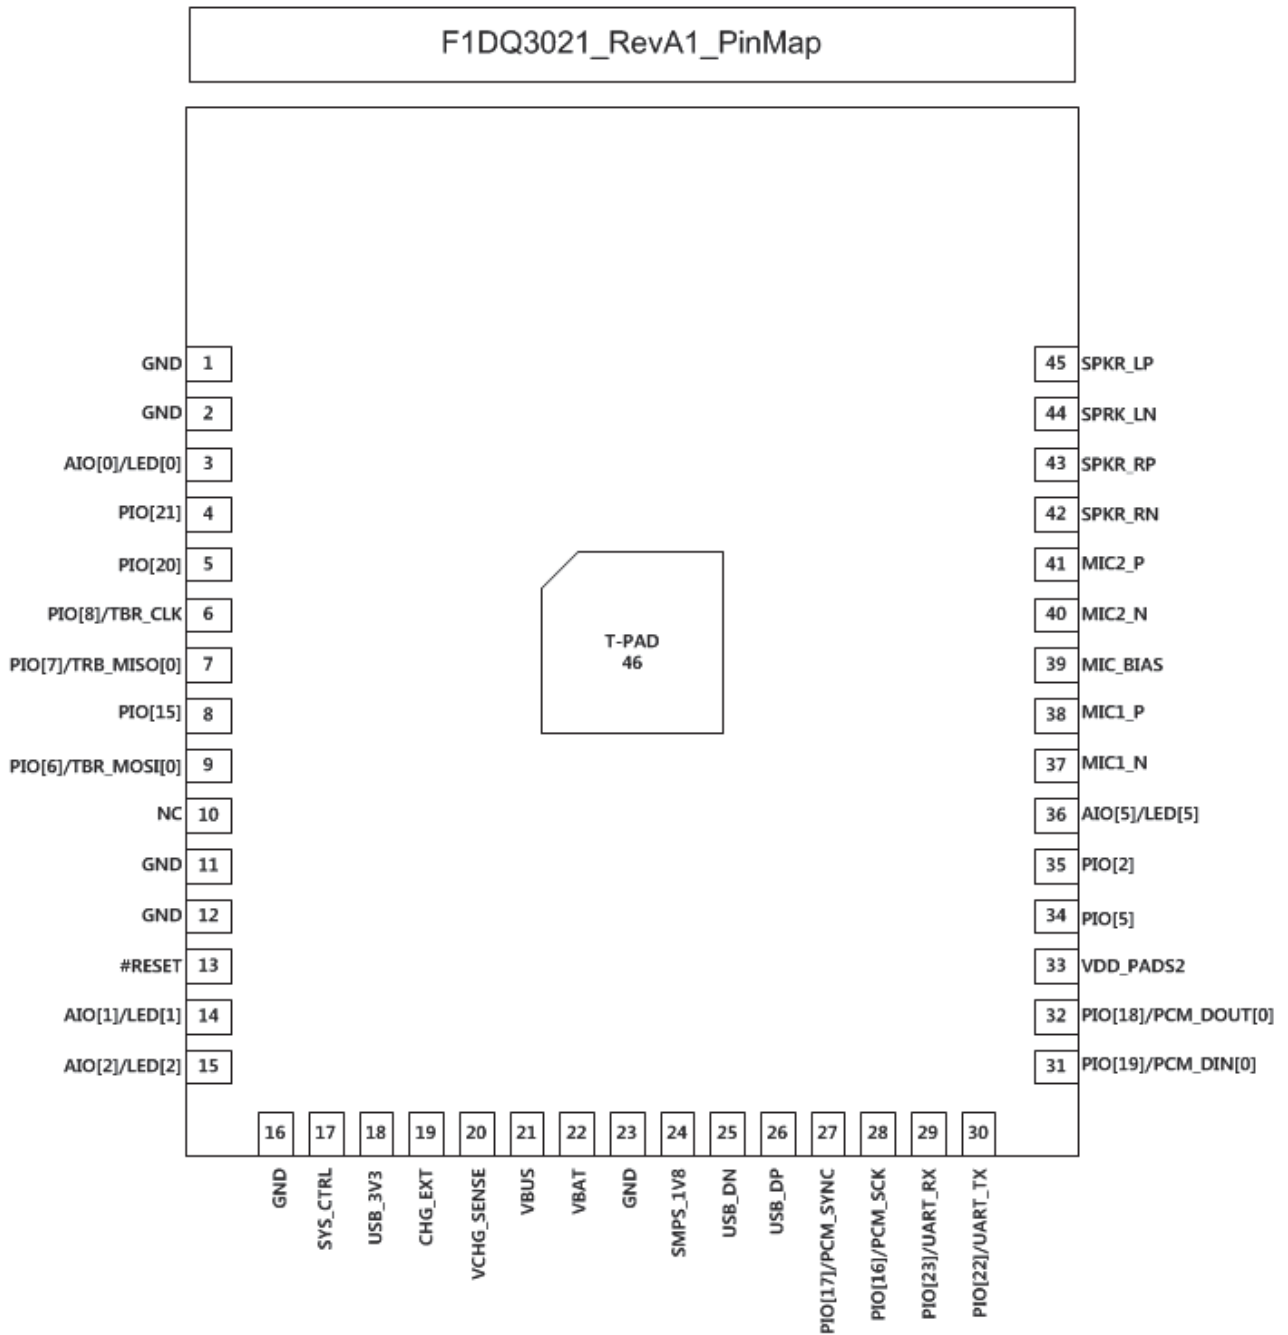 F1DQ3021_RevA1_PinMap
GND 1
GND 2
AIO[0]/LED[0] 3
PIO[21] 4
PIO[20] 5
PIO[8]/TBR_CLK 6
PIO[7]/TRB_MISO[0] 7
PIO[15] 8
PIO[6]/TBR_MOSI[0] 9
NC 10
GND 11
GND 12
#RESET 13
AIO[1]/LED[1] 14
AIO[2]/LED[2] 15
T-PAD
46
45 SPKR_LP
44 SPRK_LN
43 SPKR_RP
42 SPKR_RN
41 MIC2_P
40 MIC2_N
39 MIC_BIAS
38 MIC1_P
37 MIC1_N
36 AIO[5]/LED[5]
35 PIO[2]
34 PIO[5]
33 VDD_PADS2
32 PIO[18]/PCM_DOUT[0]
31 PIO[19]/PCM_DIN[0]
16 GND
17 SYS_CTRL
18 USB_3V3
19 CHG_EXT
20 VCHG_SENSE
21 VBUS
22 VBAT
23 GND
24 SMPS_1V8
25 USB_DN
26 USB_DP
27 PIO[17]/PCM_SYNC
28 PIO[16]/PCM_SCK
29 PIO[23]/UART_RX
30 PIO[22]/UART_TX